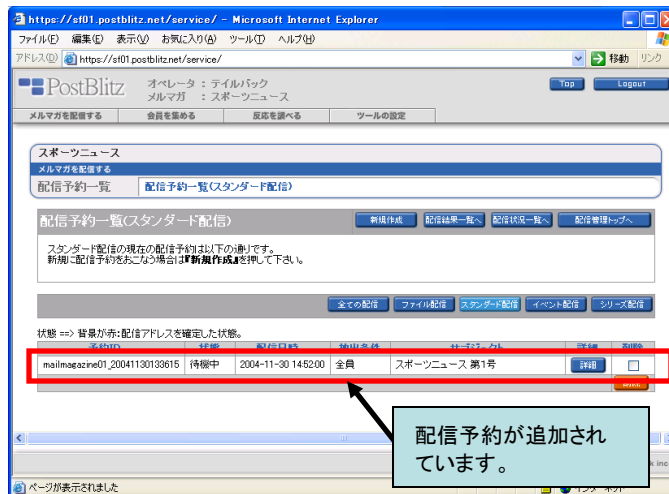 https://sf01.postblitz.net/service/ - Microsoft Internet Explorer
ファイル(F) 編集(E) 表示(V) お気に入り(A) ツール(T) ヘルプ(H)
アドレス(D) https://sf01.postblitz.net/service/ 移動 リンク
PostBlitz オペレータ : テイルバック Top Logout
メルマガ : スポーツニュース
メルマガを配信する 会員を集める 反応を調べる ツールの設定
スポーツニュース
メルマガを配信する
配信予約一覧 配信予約一覧(スタンダード配信)
配信予約一覧(スタンダード配信) 新規作成 配信結果一覧へ 配信状況一覧へ 配信管理トップへ
スタンダード配信の現在の配信予約は以下の通りです。
新規に配信予約をおこなう場合は『新規作成』を押して下さい。
全ての配信 ファイル配信 スタンダード配信 イベント配信 シリーズ配信
状態 ==> 背景が赤:配信アドレスを確定した状態。
予約ID 状態 配信日時 抽出条件 サブジェクト 詳細 削除
mailmagazine01_20041130133615 待機中 2004-11-30 14:52:00 全員 スポーツニュース 第1号 詳細
削除
配信予約が追加され
ています。
k inc
ページが表示されました インターネット